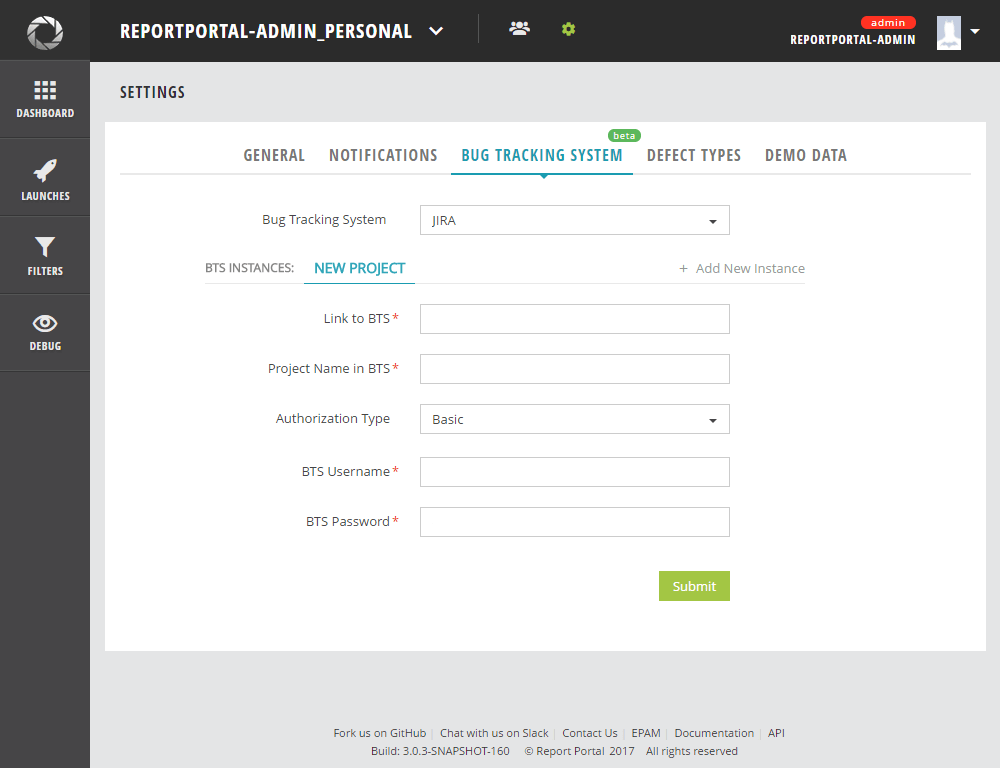 REPORTPORTAL-ADMIN_PERSONAL
admin
REPORTPORTAL-ADMIN
DASHBOARD
LAUNCHES
FILTERS
DEBUG
SETTINGS
beta
GENERAL NOTIFICATIONS BUG TRACKING SYSTEM DEFECT TYPES DEMO DATA
Bug Tracking System JIRA
BTS INSTANCES: NEW PROJECT + Add New Instance
Link to BTS*
Project Name in BTS*
Authorization Type Basic
BTS Username*
BTS Password*
Submit
Fork us on GitHub | Chat with us on Slack | Contact Us | EPAM | Documentation | API
Build: 3.0.3-SNAPSHOT-160 © Report Portal 2017 All rights reserved